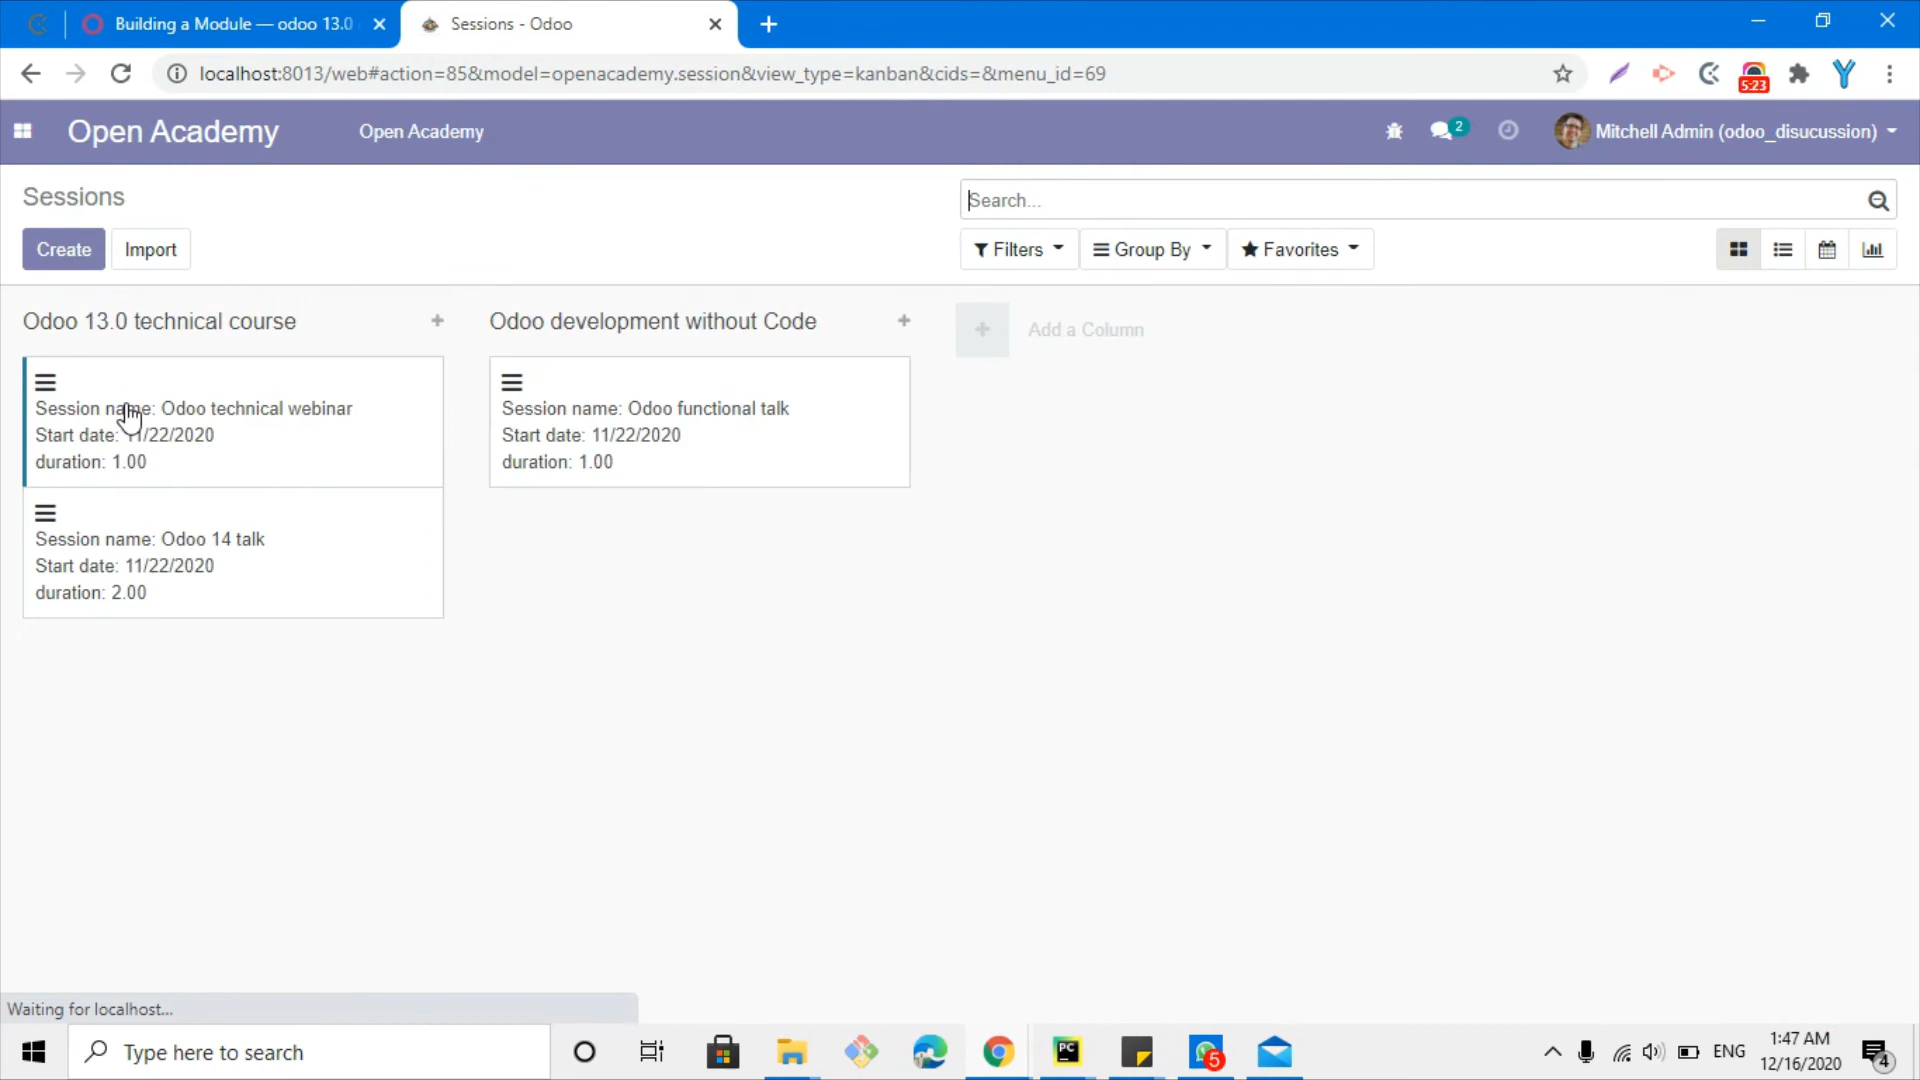 Building a Module — odoo 13.0
Sessions - Odoo
localhost:8013/web#action=85&model=openacademy.session&view_type=kanban&cids=&menu_id=69
5:23
Open Academy
Open Academy
2
Mitchell Admin (odoo_disucussion)
Sessions
Search...
Create
Import
Filters
Group By
Favorites
Odoo 13.0 technical course
Odoo development without Code
Add a Column
Session name: Odoo technical webinar
Start date: 11/22/2020
duration: 1.00
Session name: Odoo functional talk
Start date: 11/22/2020
duration: 1.00
Session name: Odoo 14 talk
Start date: 11/22/2020
duration: 2.00
Waiting for localhost...
Type here to search
PC
5
ENG
1:47 AM
12/16/2020
4